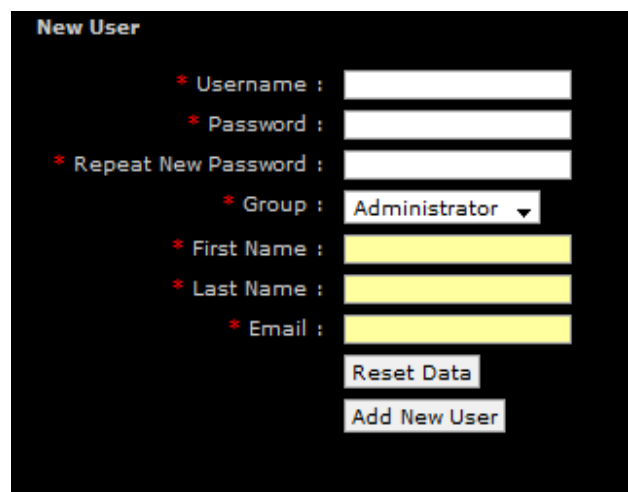 New User
* Username :
* Password :
* Repeat New Password :
* Group : Administrator
* First Name :
* Last Name :
* Email :
Reset Data
Add New User